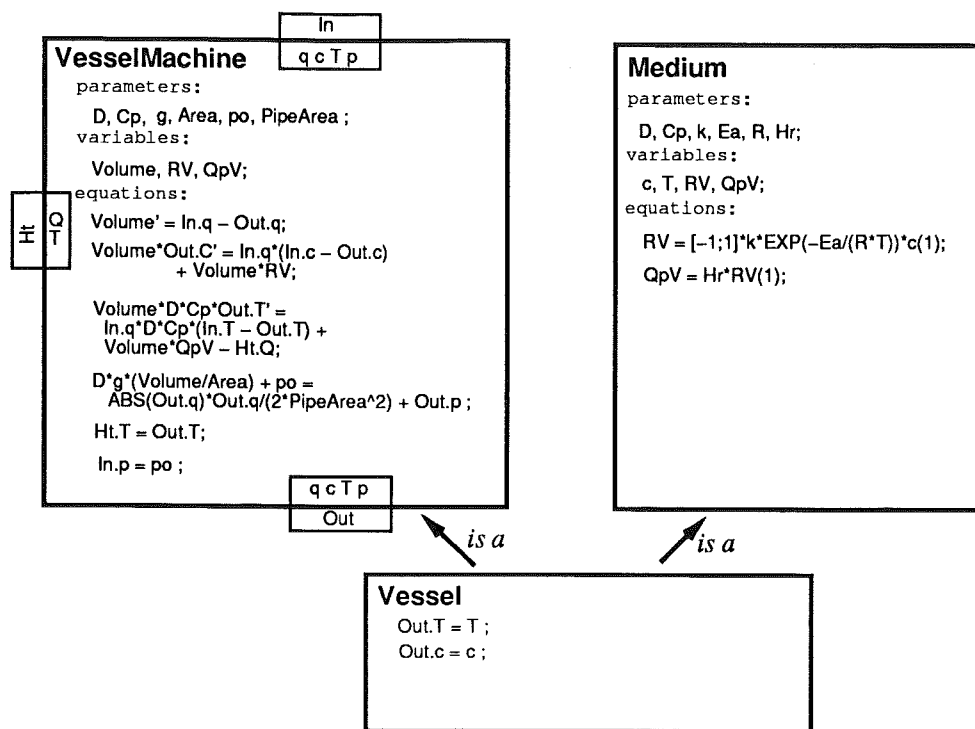 In
q c T p
VesselMachine
parameters:
D, Cp, g, Area, po, PipeArea ;
variables:
Volume, RV, QpV;
equations:
Volume' = In.q – Out.q;
Volume*Out.C' = In.q*(In.c – Out.c)
+ Volume*RV;
Volume*D*Cp*Out.T' =
In.q*D*Cp*(In.T – Out.T) +
Volume*QpV – Ht.Q;
D*g*(Volume/Area) + po =
ABS(Out.q)*Out.q/(2*PipeArea^2) + Out.p ;
Ht.T = Out.T;
In.p = po ;
Ht
Q
T
q c T p
Out
Medium
parameters:
D, Cp, k, Ea, R, Hr;
variables:
c, T, RV, QpV;
equations:
RV = [–1;1]*k*EXP(–Ea/(R*T))*c(1);
QpV = Hr*RV(1);
is a
is a
Vessel
Out.T = T ;
Out.c = c ;